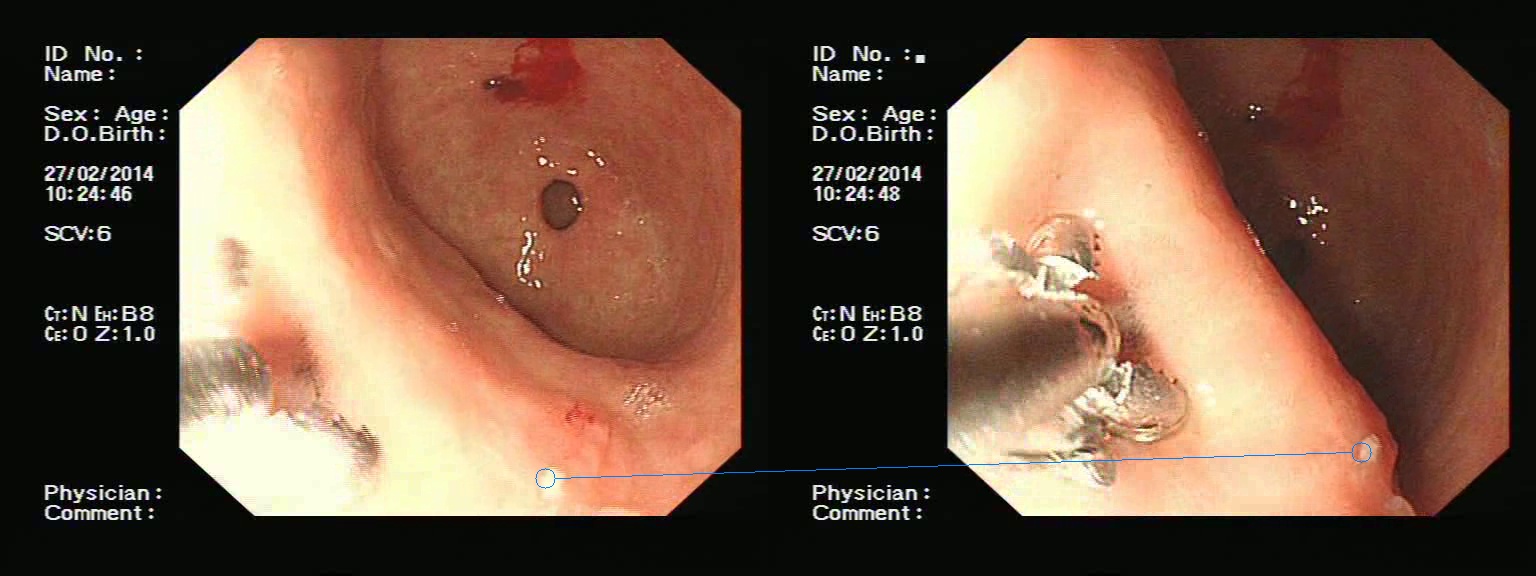 ID No. :
Name:
Sex: Age:
D.O.Birth:
27/02/2014
10:24:46
SCV:6
CT:N EH:B8
CE:0 Z:1.0
Physician:
Comment:
ID No. :
Name:
Sex: Age:
D.O.Birth:
27/02/2014
10:24:48
SCV:6
CT:N EH:B8
CE:0 Z:1.0
Physician:
Comment: